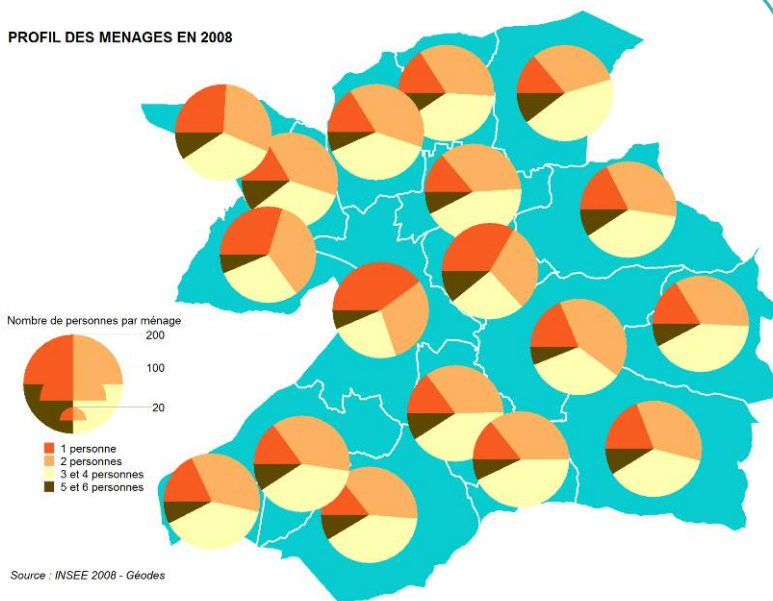 PROFIL DES MENAGES EN 2008
Nombre de personnes par ménage
200
100
20
1 personne
2 personnes
3 et 4 personnes
5 et 6 personnes
Source : INSEE 2008 - Géodes